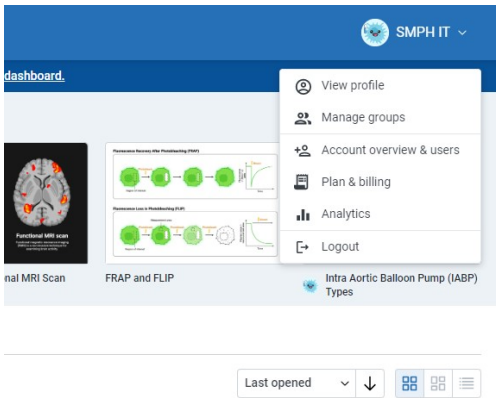 SMPH IT
dashboard.
View profile
Manage groups
Account overview & users
Plan & billing
Analytics
Logout
Fluorescence Recovery After Photobleaching (FRAP)
Fluorescence Loss in Photobleaching (FLIP)
Functional MRI scan
nal MRI Scan
FRAP and FLIP
Intra Aortic Balloon Pump (IABP)
Types
Last opened